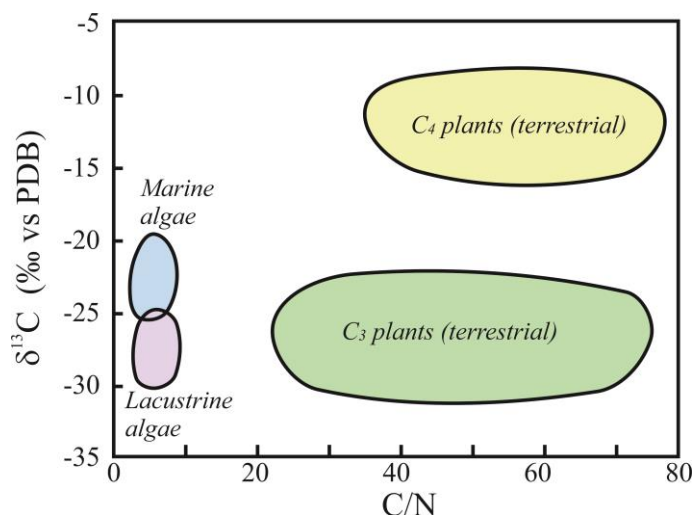 -5
-10
-15
-20
-25
-30
-35
δ¹³C (‰ vs PDB)
C₄ plants (terrestrial)
Marine
algae
C₃ plants (terrestrial)
Lacustrine
algae
0
20
40
60
80
C/N